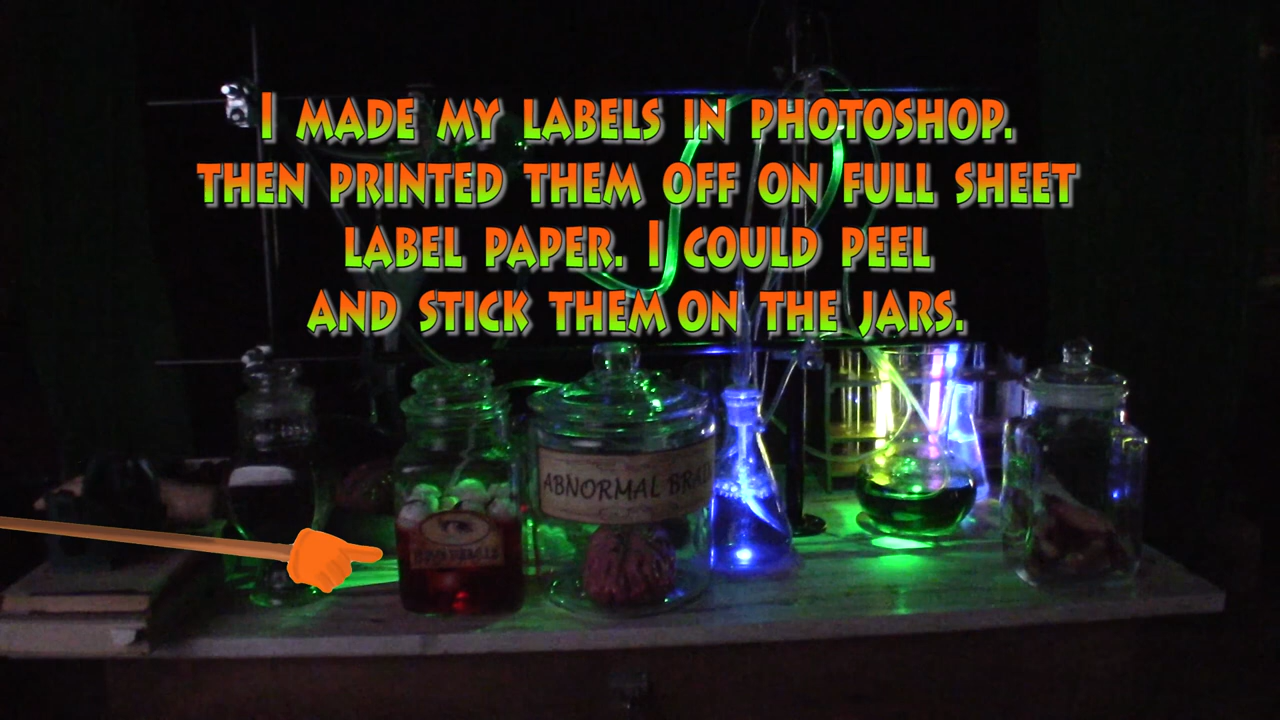 I MADE MY LABELS IN PHOTOSHOP.
THEN PRINTED THEM OFF ON FULL SHEET
LABEL PAPER. I COULD PEEL
AND STICK THEM ON THE JARS.
ABNORMAL